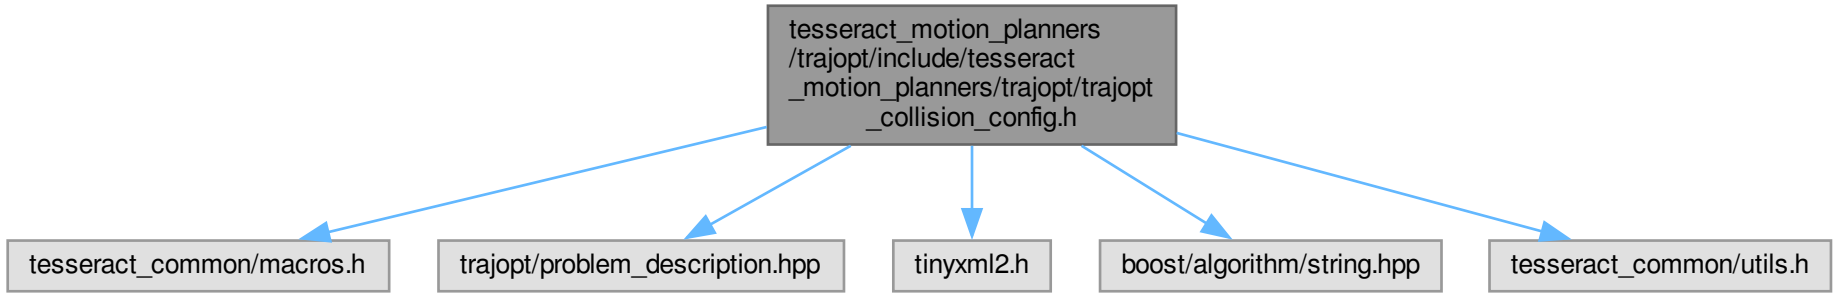 tesseract_motion_planners
/trajopt/include/tesseract
_motion_planners/trajopt/trajopt
_collision_config.h
tesseract_common/macros.h
trajopt/problem_description.hpp
tinyxml2.h
boost/algorithm/string.hpp
tesseract_common/utils.h